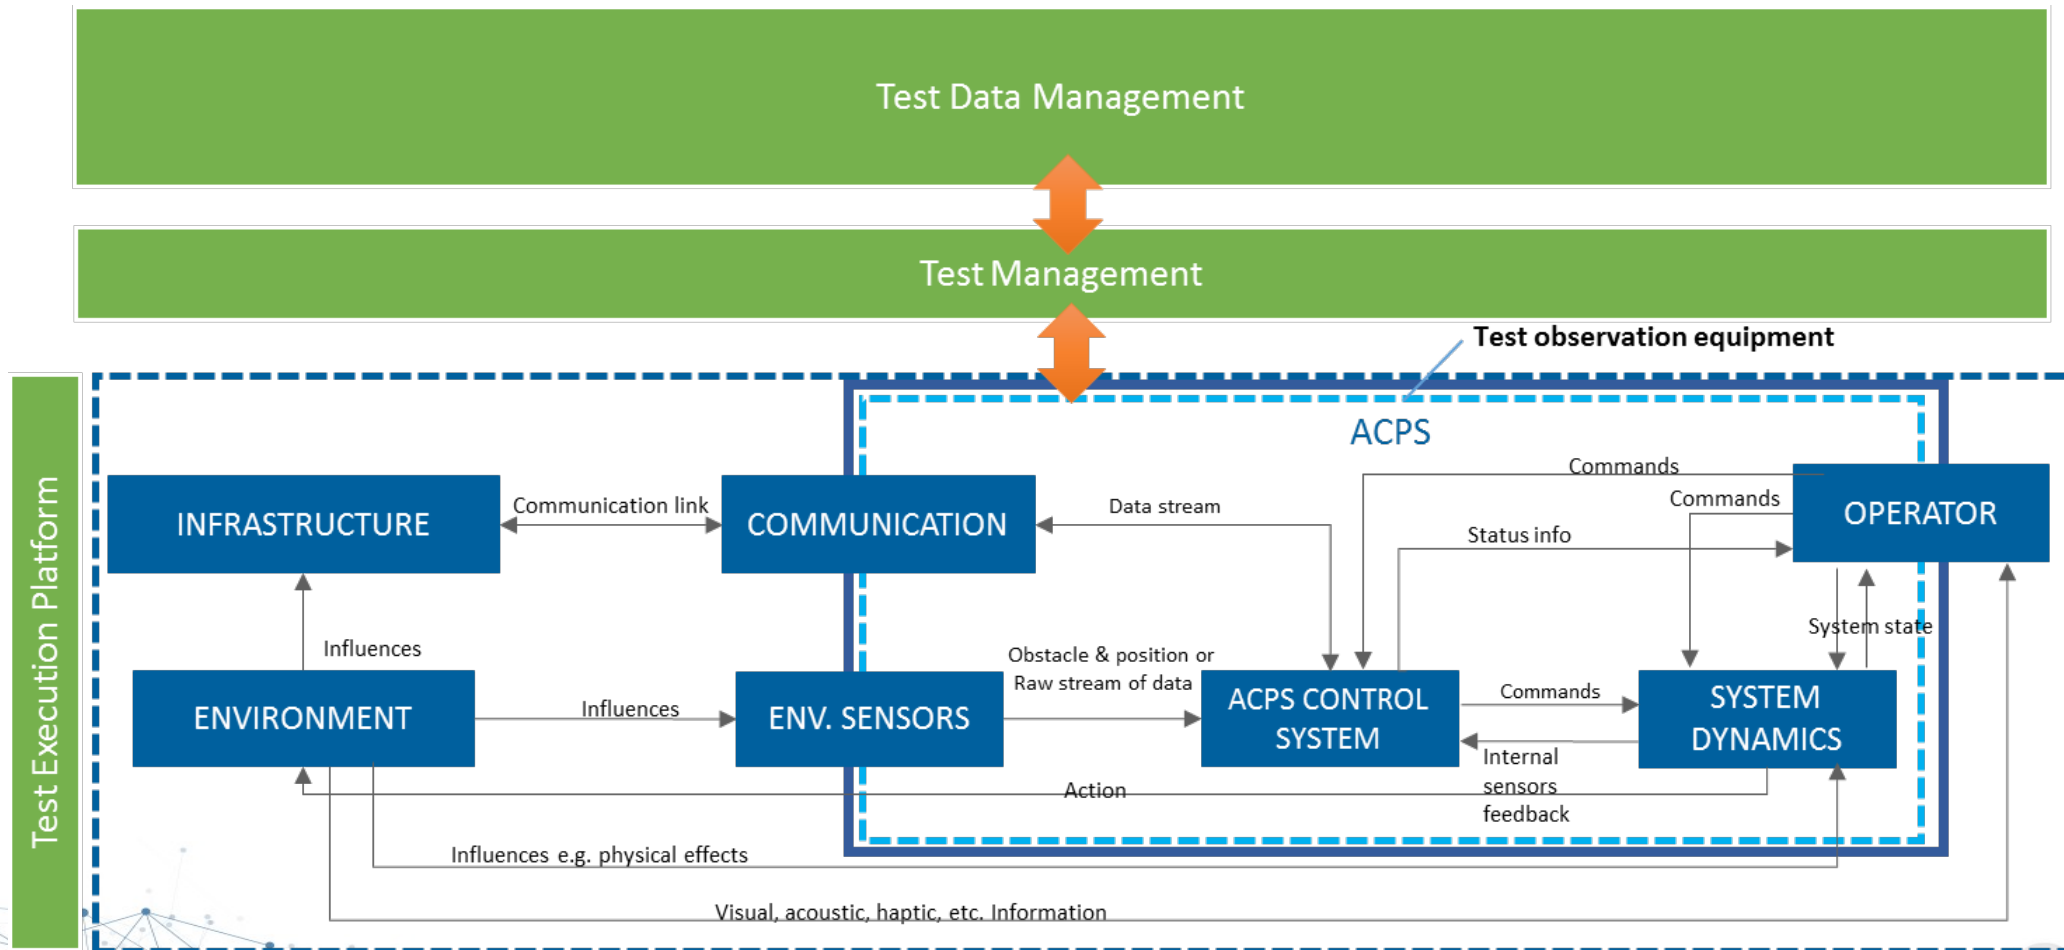 Test Data Management
Test Management
Test observation equipment
Test Execution Platform
ACPS
Commands
Commands
OPERATOR
INFRASTRUCTURE
Communication link
COMMUNICATION
Data stream
Status info
System state
Influences
Obstacle & position or
Raw stream of data
ENVIRONMENT
Influences
ENV. SENSORS
ACPS CONTROL
SYSTEM
Commands
SYSTEM
DYNAMICS
Internal
sensors
feedback
Action
Influences e.g. physical effects
Visual, acoustic, haptic, etc. Information